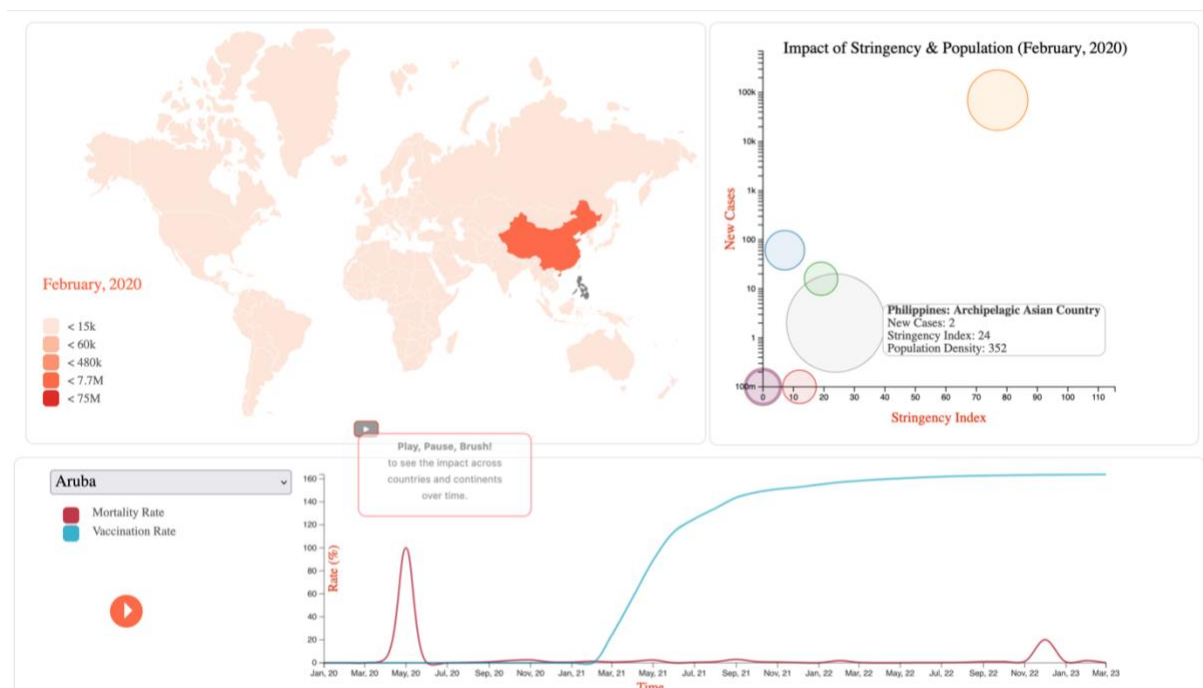 February, 2020
< 15k
< 60k
< 480k
< 7.7M
< 75M
Impact of Stringency & Population (February, 2020)
New Cases
100k
10k
1k
100
10
1
100m
0 10 20 30 40 50 60 70 80 90 100 110
Stringency Index
Philippines: Archipelagic Asian Country
New Cases: 2
Stringency Index: 24
Population Density: 352
Play, Pause, Brush!
to see the impact across
countries and continents
over time.
Aruba
Mortality Rate
Vaccination Rate
Rate (%)
160
140
120
100
80
60
40
20
0
Jan, 20 Mar, 20 May, 20 Jul, 20 Sep, 20 Nov, 20 Jan, 21 Mar, 21 May, 21 Jul, 21 Sep, 21 Nov, 21 Jan, 22 Mar, 22 May, 22 Jul, 22 Sep, 22 Nov, 22 Jan, 23 Mar, 23
Time